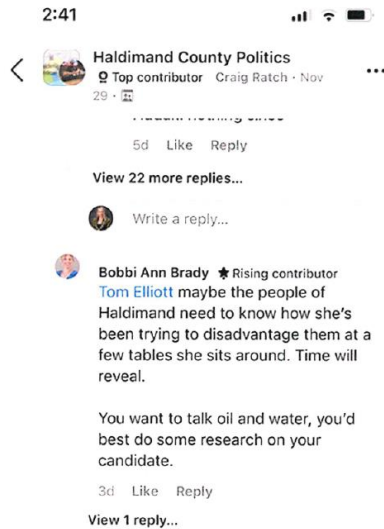 2:41
Haldimand County Politics
Top contributor Craig Ratch · Nov
29 ·
5d Like Reply
View 22 more replies...
Write a reply...
Bobbi Ann Brady Rising contributor
Tom Elliott maybe the people of
Haldimand need to know how she's
been trying to disadvantage them at a
few tables she sits around. Time will
reveal.
You want to talk oil and water, you'd
best do some research on your
candidate.
3d Like Reply
View 1 reply...